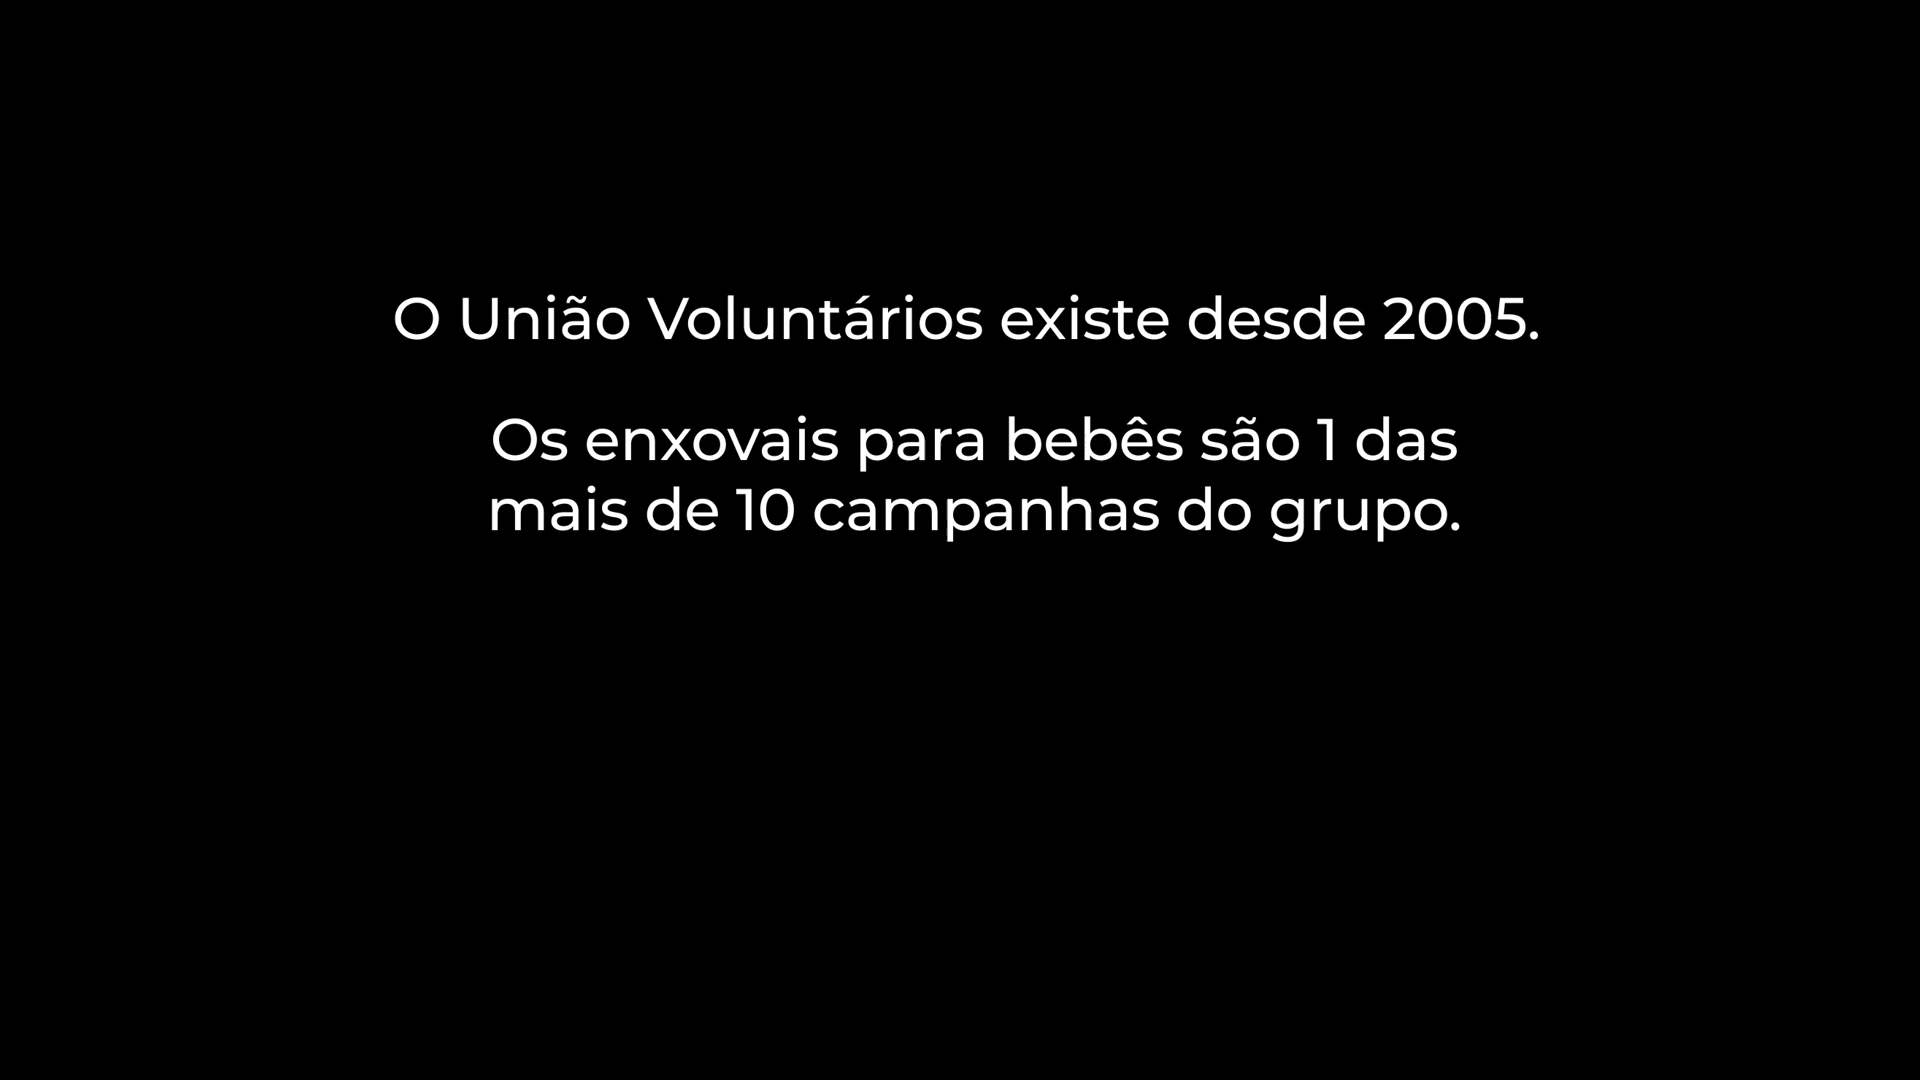 O União Voluntários existe desde 2005.
Os enxovais para bebês são 1 das
mais de 10 campanhas do grupo.